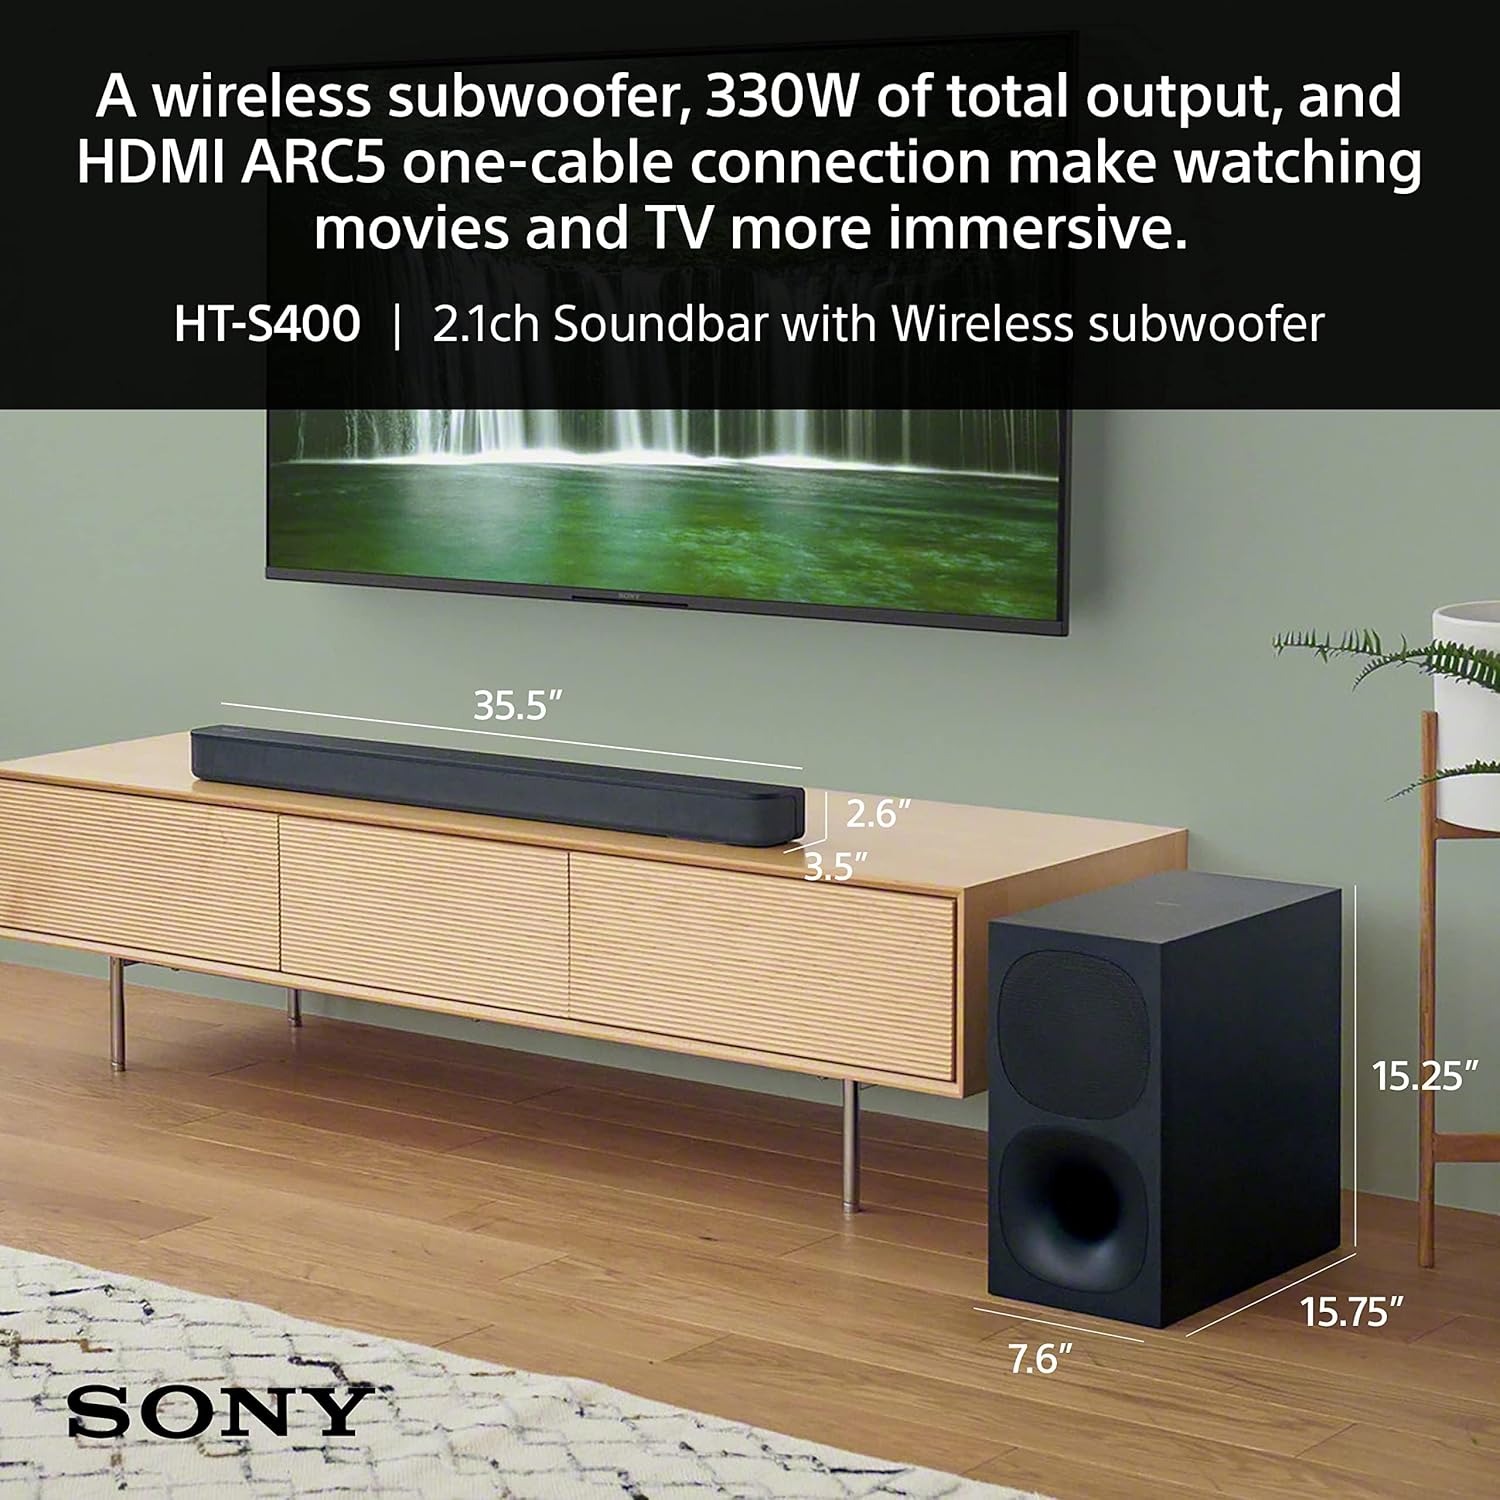 A wireless subwoofer, 330W of total output, and
HDMI ARC5 one-cable connection make watching
movies and TV more immersive.
HT-S400 | 2.1ch Soundbar with Wireless subwoofer
SONY
35.5”
2.6”
3.5”
15.25”
15.75”
7.6”
SONY